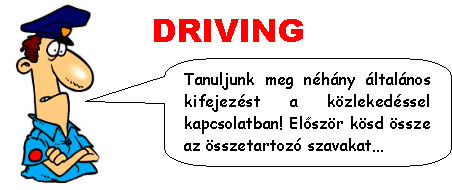 DRIVING
Tanuljunk meg néhány általános
kifejezést a közlekedéssel
kapcsolatban! Először kösd össze
az összetartozó szavakat...